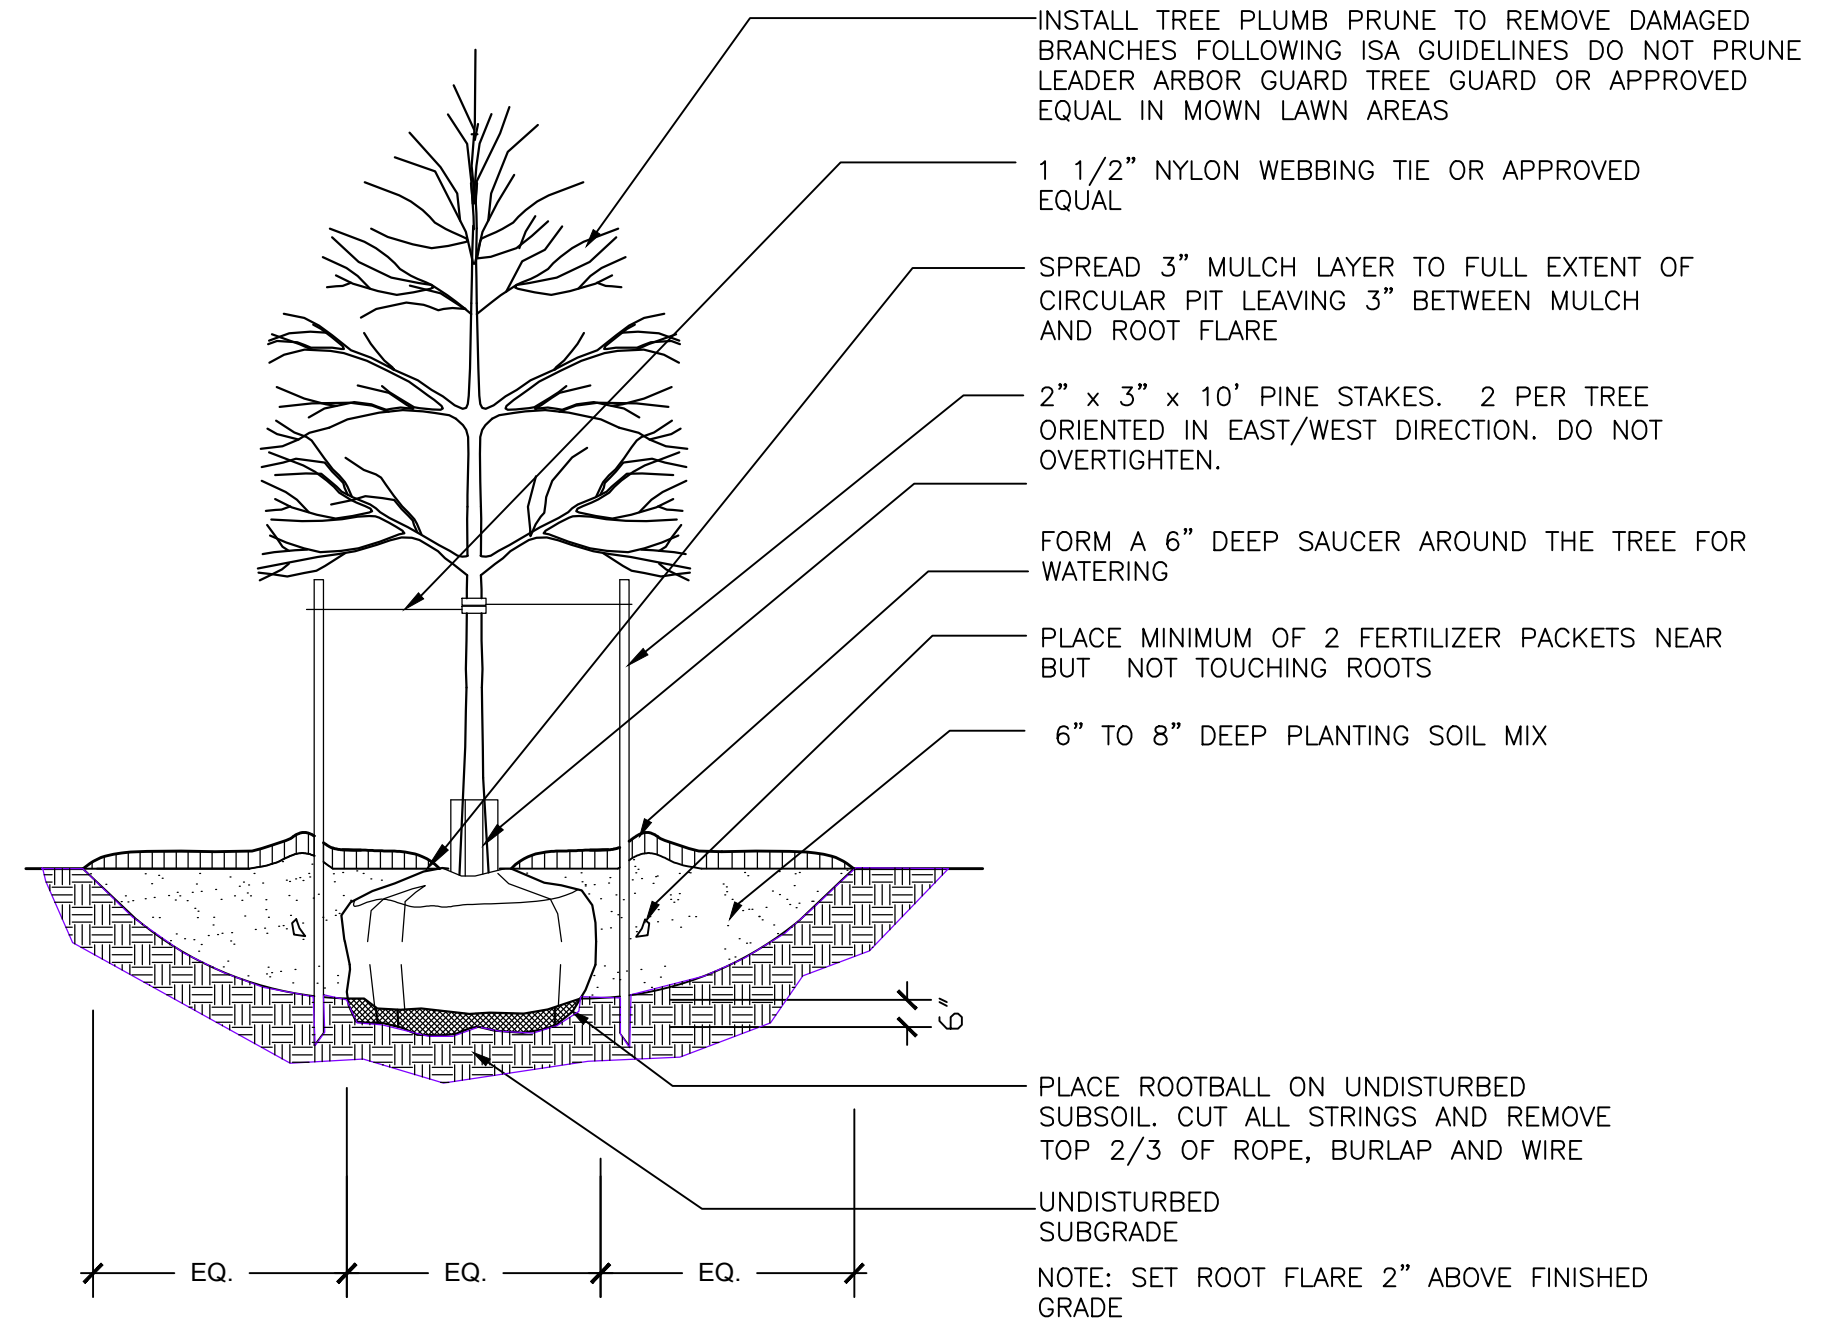 INSTALL TREE PLUMB PRUNE TO REMOVE DAMAGED
BRANCHES FOLLOWING ISA GUIDELINES DO NOT PRUNE
LEADER ARBOR GUARD TREE GUARD OR APPROVED
EQUAL IN MOWN LAWN AREAS
1 1/2" NYLON WEBBING TIE OR APPROVED
EQUAL
SPREAD 3" MULCH LAYER TO FULL EXTENT OF
CIRCULAR PIT LEAVING 3" BETWEEN MULCH
AND ROOT FLARE
2" x 3" x 10' PINE STAKES. 2 PER TREE
ORIENTED IN EAST/WEST DIRECTION. DO NOT
OVERTIGHTEN.
FORM A 6" DEEP SAUCER AROUND THE TREE FOR
WATERING
PLACE MINIMUM OF 2 FERTILIZER PACKETS NEAR
BUT NOT TOUCHING ROOTS
6" TO 8" DEEP PLANTING SOIL MIX
6"
PLACE ROOTBALL ON UNDISTURBED
SUBSOIL. CUT ALL STRINGS AND REMOVE
TOP 2/3 OF ROPE, BURLAP AND WIRE
UNDISTURBED
SUBGRADE
EQ. EQ. EQ.
NOTE: SET ROOT FLARE 2" ABOVE FINISHED
GRADE